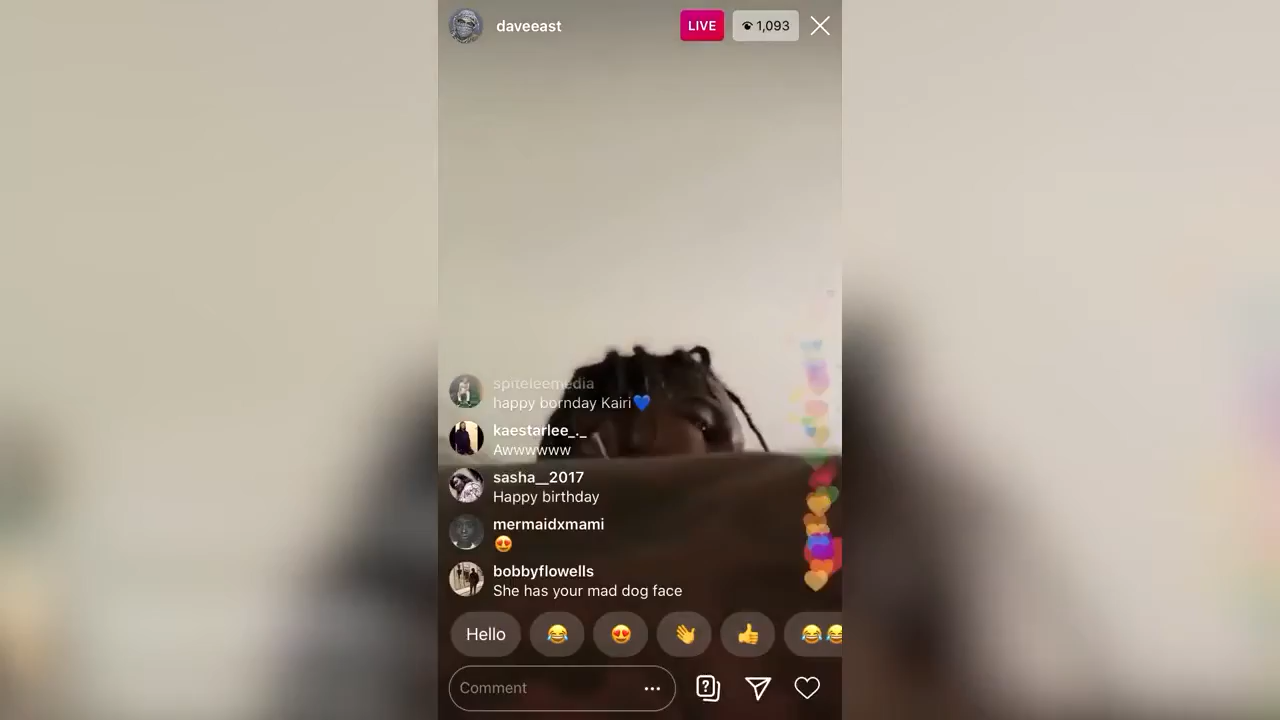 daveeast
LIVE
1,093
spiteleemedia
happy bornday Kairi💙
kaestarlee_._
Awwwwww
sasha__2017
Happy birthday
mermaidxmami
😍
bobbyflowells
She has your mad dog face
Hello 😂 😍 👋 👍 😂😂
Comment